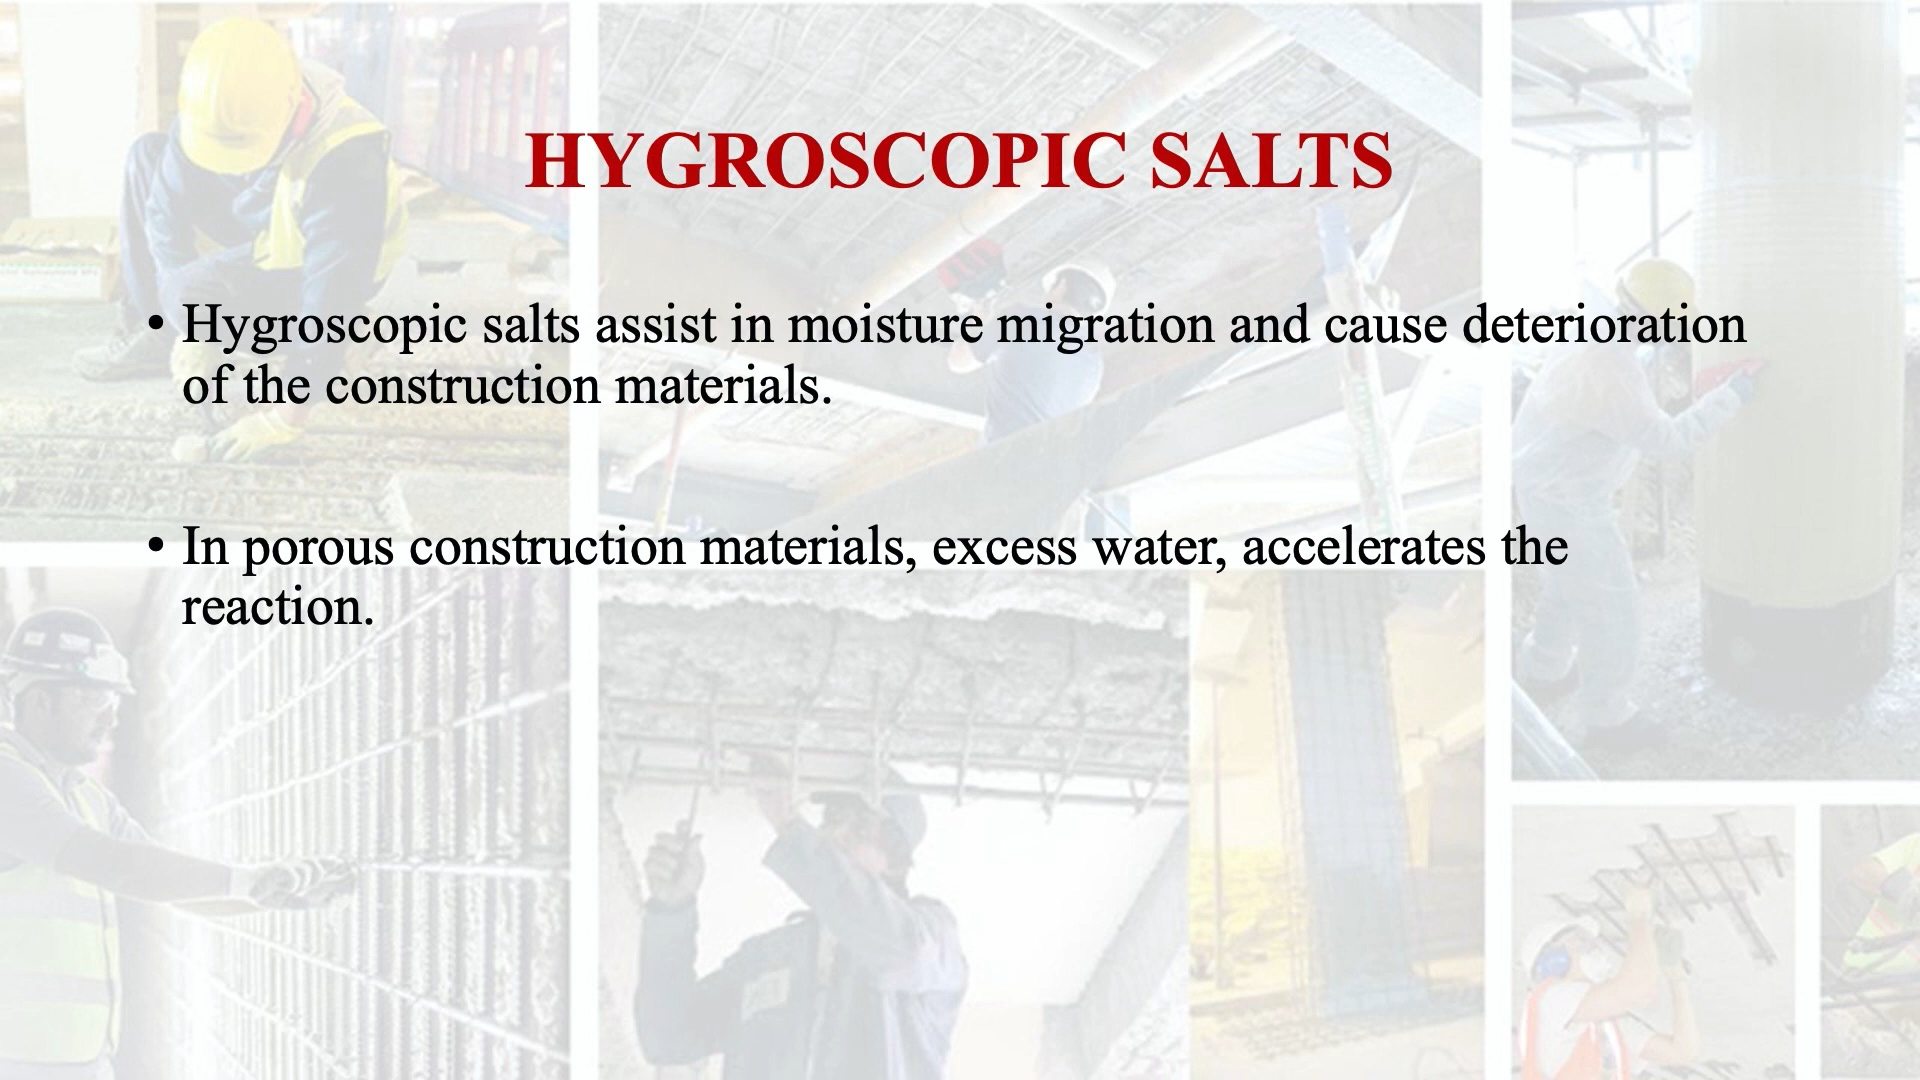 HYGROSCOPIC SALTS
• Hygroscopic salts assist in moisture migration and cause deterioration
of the construction materials.
• In porous construction materials, excess water, accelerates the
reaction.